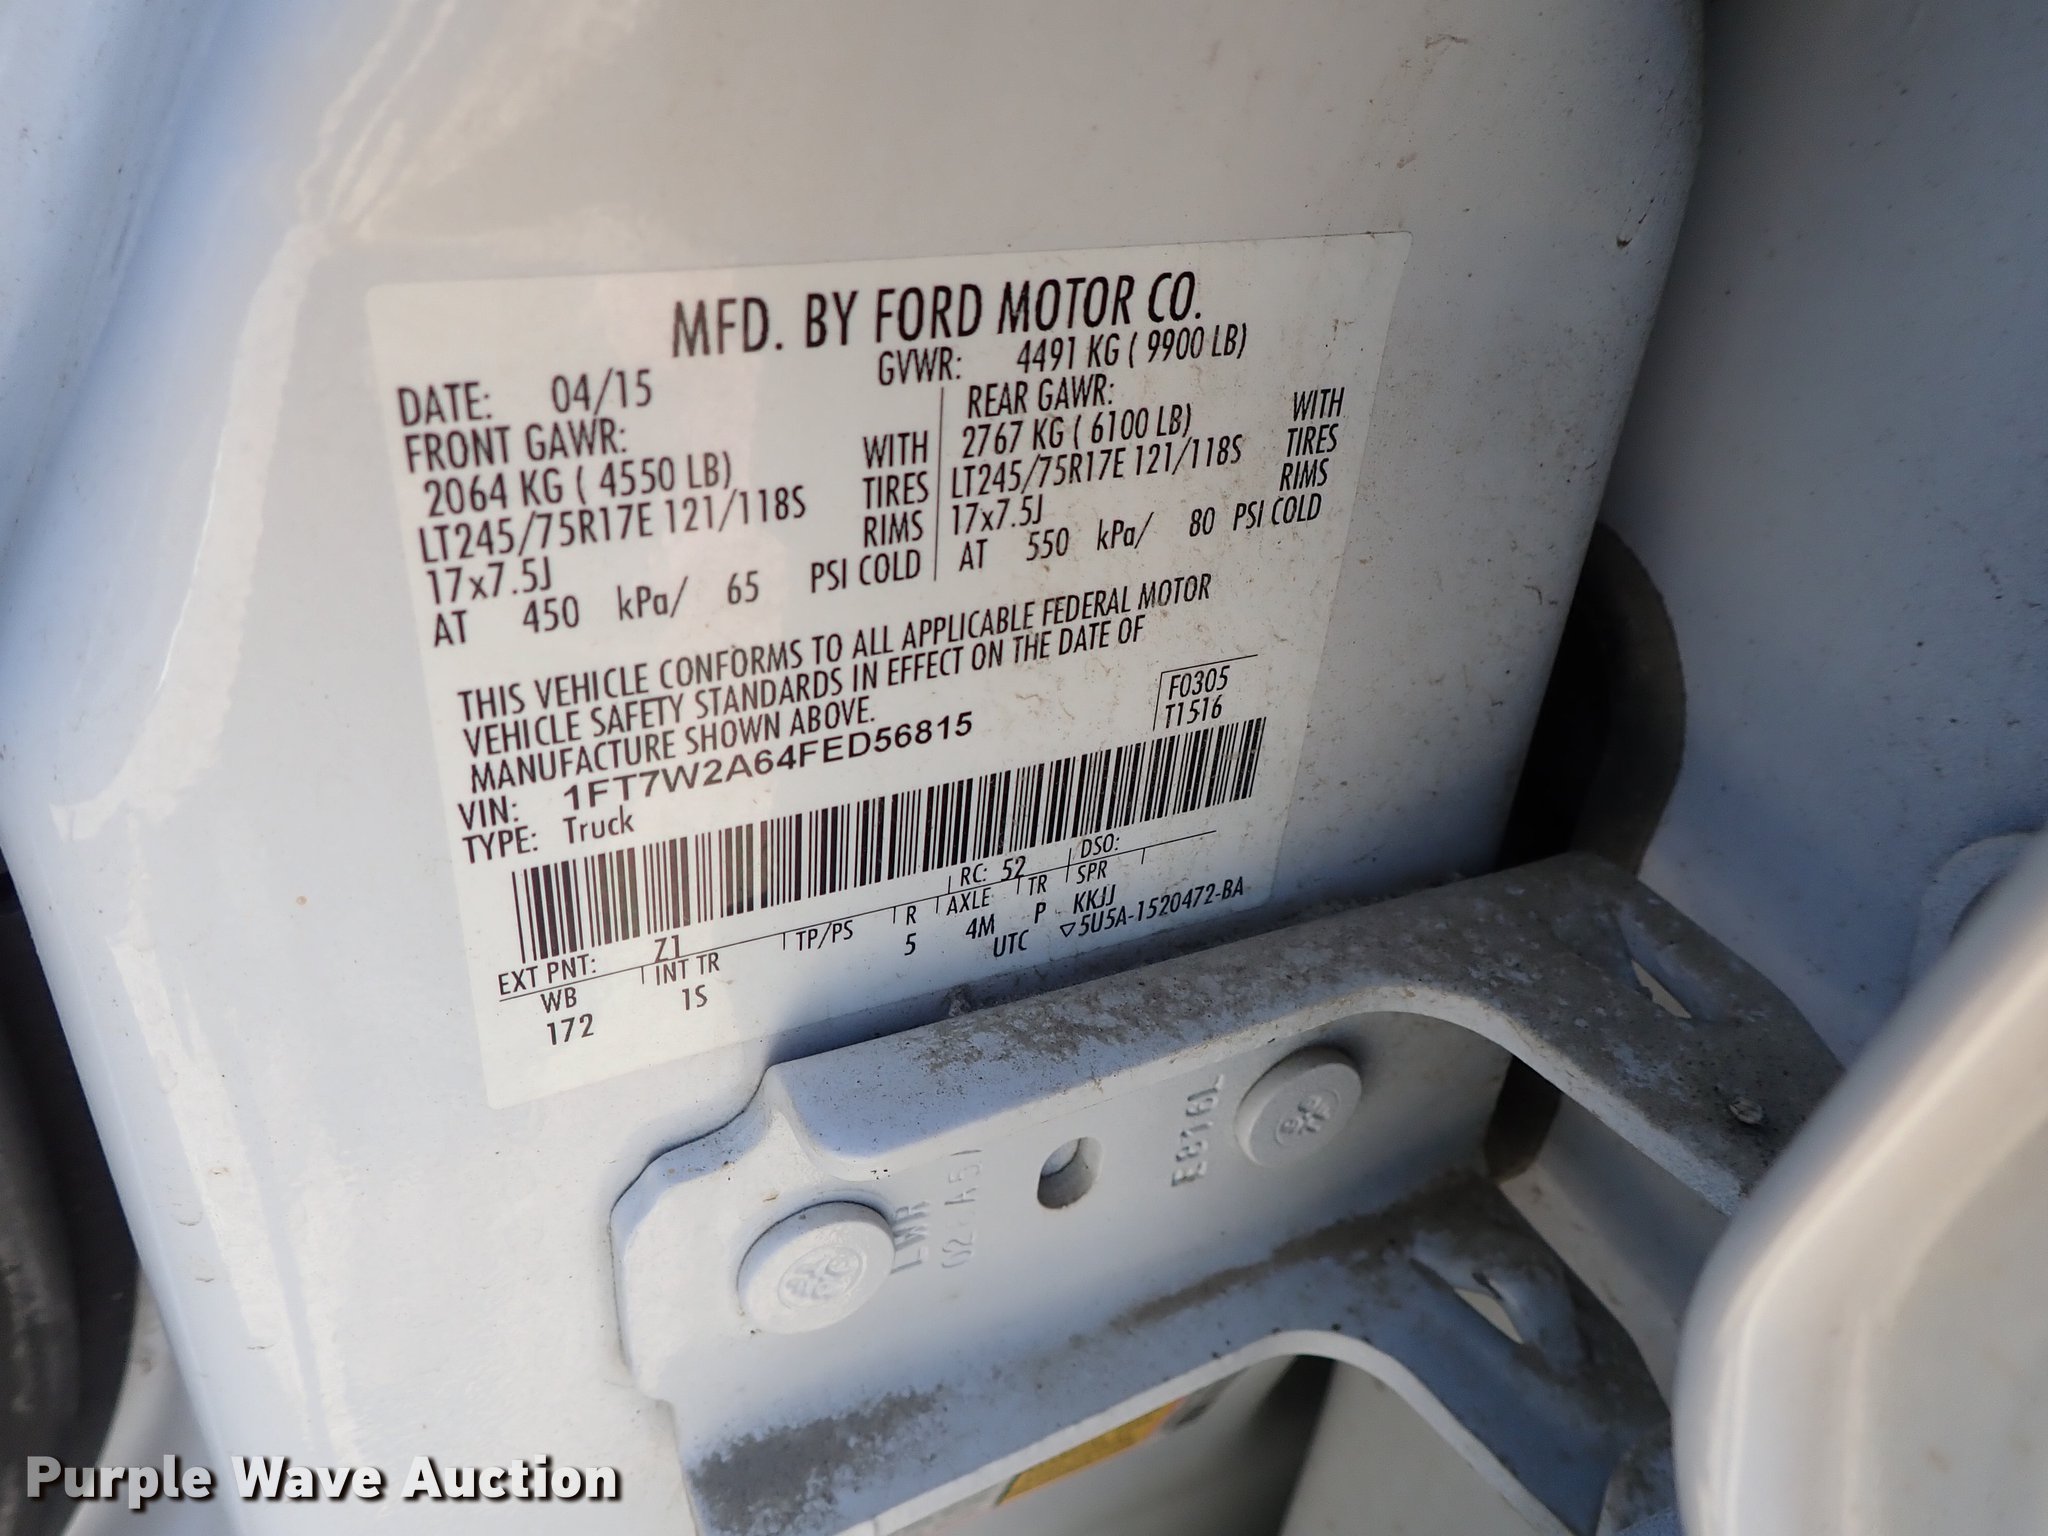 MFD. BY FORD MOTOR CO.
DATE: 04/15 GVWR: 4491 KG ( 9900 LB)
FRONT GAWR: REAR GAWR:
2064 KG ( 4550 LB) WITH 2767 KG ( 6100 LB) WITH
LT245/75R17E 121/118S TIRES LT245/75R17E 121/118S TIRES
17x7.5J RIMS 17x7.5J RIMS
AT 450 kPa/ 65 PSI COLD AT 550 kPa/ 80 PSI COLD
THIS VEHICLE CONFORMS TO ALL APPLICABLE FEDERAL MOTOR
VEHICLE SAFETY STANDARDS IN EFFECT ON THE DATE OF
MANUFACTURE SHOWN ABOVE.
F0305
T1516
VIN: 1FT7W2A64FED56815
TYPE: Truck
EXT PNT: Z1 RC: 52 DSO:
WB INT TR TP/PS R AXLE TR SPR
172 1S 5 4M P KKJJ
UTC ▽5U5A-1520472-BA
LWR
Purple Wave Auction